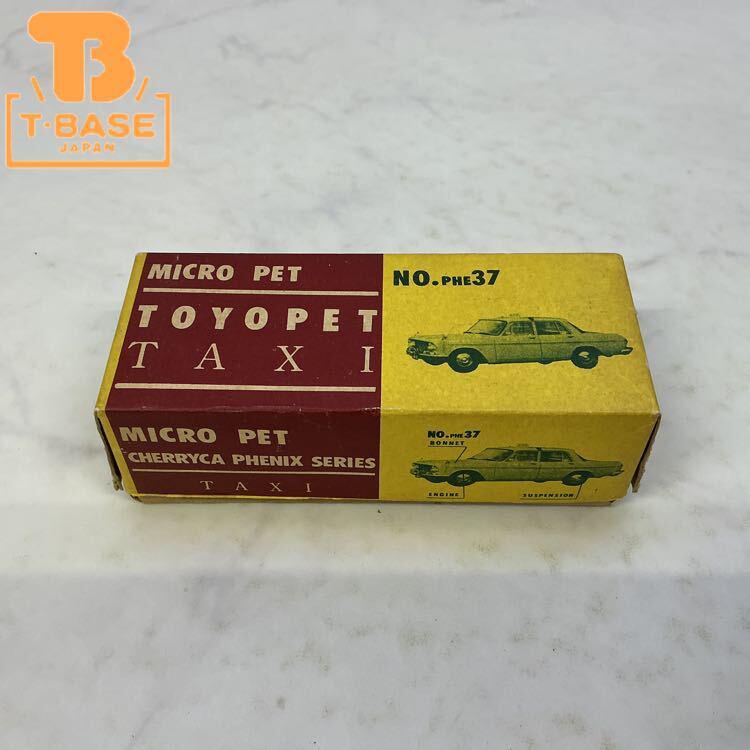 TB
T·BASE
JAPAN
MICRO PET
TOYOPET
TAXI
NO.PHE37
MICRO PET
CHERRYCA PHENIX SERIES
TAXI
NO.PHE37
BONNET
ENGINE
SUSPENSION